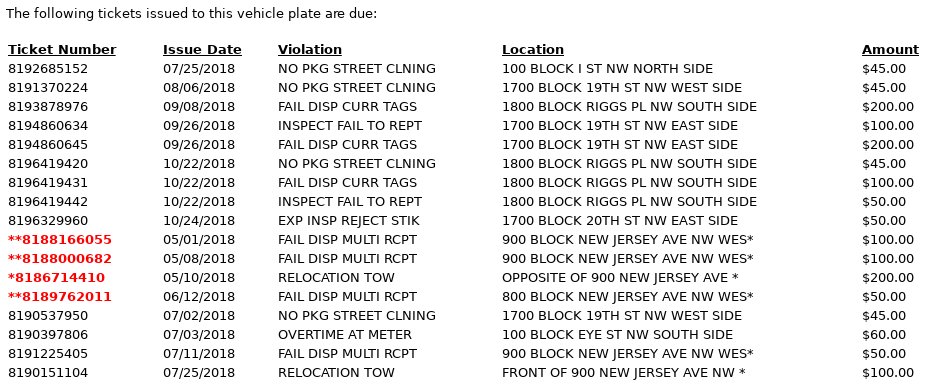 The following tickets issued to this vehicle plate are due:
Ticket Number Issue Date Violation Location Amount
8192685152 07/25/2018 NO PKG STREET CLNING 100 BLOCK I ST NW NORTH SIDE $45.00
8191370224 08/06/2018 NO PKG STREET CLNING 1700 BLOCK 19TH ST NW WEST SIDE $45.00
8193878976 09/08/2018 FAIL DISP CURR TAGS 1800 BLOCK RIGGS PL NW SOUTH SIDE $200.00
8194860634 09/26/2018 INSPECT FAIL TO REPT 1700 BLOCK 19TH ST NW EAST SIDE $100.00
8194860645 09/26/2018 FAIL DISP CURR TAGS 1700 BLOCK 19TH ST NW EAST SIDE $200.00
8196419420 10/22/2018 NO PKG STREET CLNING 1800 BLOCK RIGGS PL NW SOUTH SIDE $45.00
8196419431 10/22/2018 FAIL DISP CURR TAGS 1800 BLOCK RIGGS PL NW SOUTH SIDE $100.00
8196419442 10/22/2018 INSPECT FAIL TO REPT 1800 BLOCK RIGGS PL NW SOUTH SIDE $50.00
8196329960 10/24/2018 EXP INSP REJECT STIK 1700 BLOCK 20TH ST NW EAST SIDE $50.00
**8188166055 05/01/2018 FAIL DISP MULTI RCPT 900 BLOCK NEW JERSEY AVE NW WES* $100.00
**8188000682 05/08/2018 FAIL DISP MULTI RCPT 900 BLOCK NEW JERSEY AVE NW WES* $100.00
*8186714410 05/10/2018 RELOCATION TOW OPPOSITE OF 900 NEW JERSEY AVE * $200.00
**8189762011 06/12/2018 FAIL DISP MULTI RCPT 800 BLOCK NEW JERSEY AVE NW WES* $50.00
8190537950 07/02/2018 NO PKG STREET CLNING 1700 BLOCK 19TH ST NW WEST SIDE $45.00
8190397806 07/03/2018 OVERTIME AT METER 100 BLOCK EYE ST NW SOUTH SIDE $60.00
8191225405 07/11/2018 FAIL DISP MULTI RCPT 900 BLOCK NEW JERSEY AVE NW WES* $50.00
8190151104 07/25/2018 RELOCATION TOW FRONT OF 900 NEW JERSEY AVE NW * $100.00